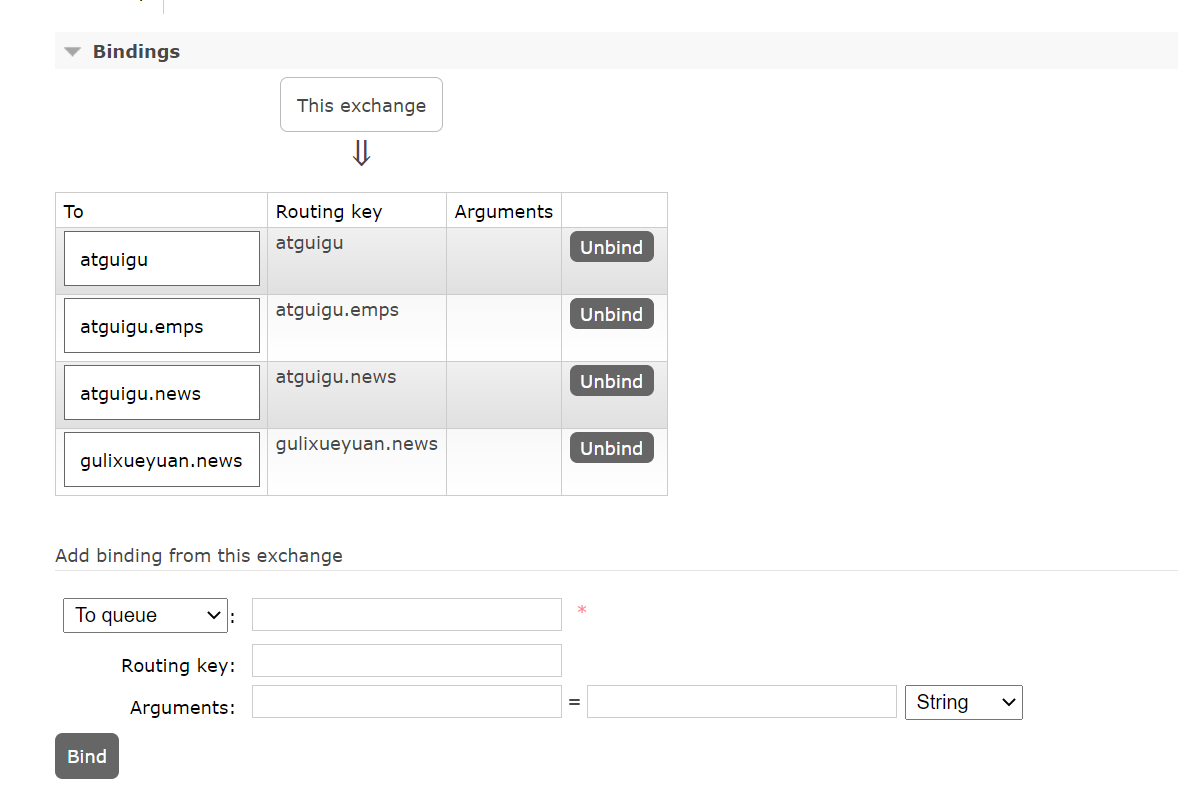 Bindings
This exchange
⇓
To Routing key Arguments
atguigu atguigu Unbind
atguigu.emps atguigu.emps Unbind
atguigu.news atguigu.news Unbind
gulixueyuan.news gulixueyuan.news Unbind
Add binding from this exchange
To queue : *
Routing key:
Arguments: = String
Bind